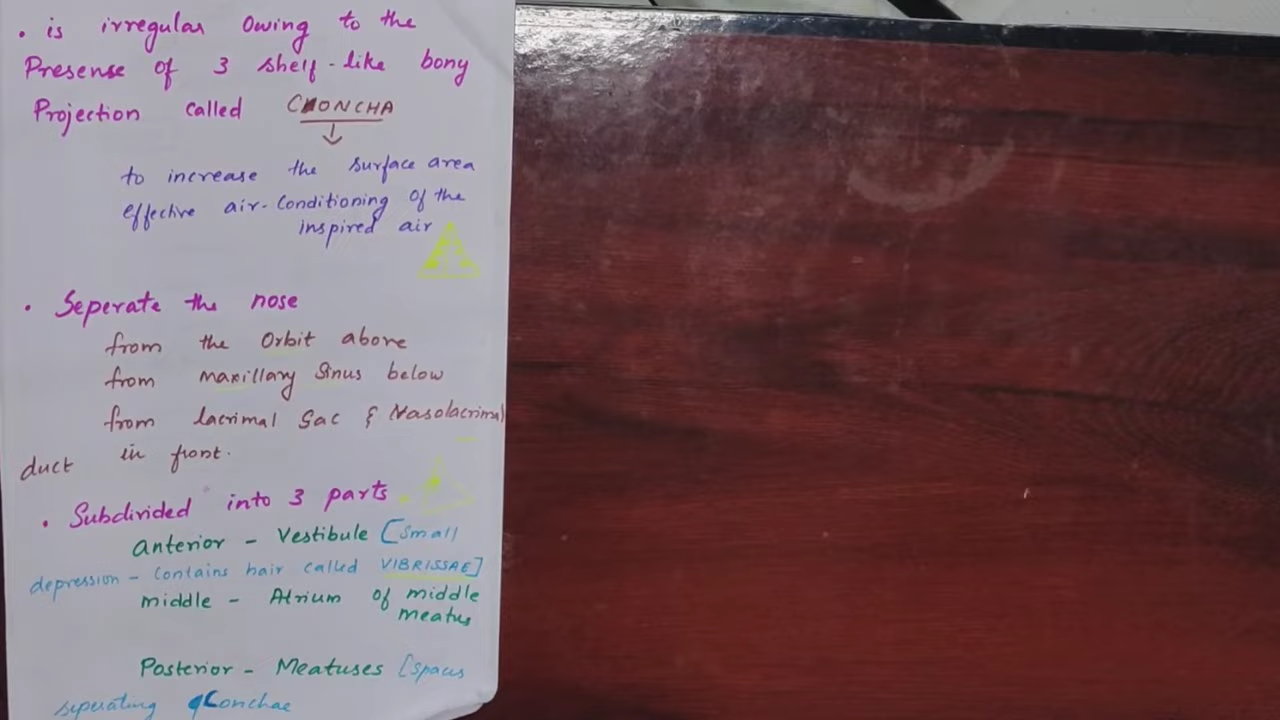 • is irregular owing to the
Presense of 3 shelf-like bony
Projection called CHONCHA
to increase the surface area
effective air-conditioning of the
inspired air
• Seperate the nose
from the Orbit above
from maxillary Sinus below
from lacrimal Sac & Nasolacrimal
duct in front.
• Subdivided into 3 parts
anterior - Vestibule [Small
depression - contains hair called VIBRISSAE]
middle - Atrium of middle
meatus
Posterior - Meatuses [spaces
seperating Conchae